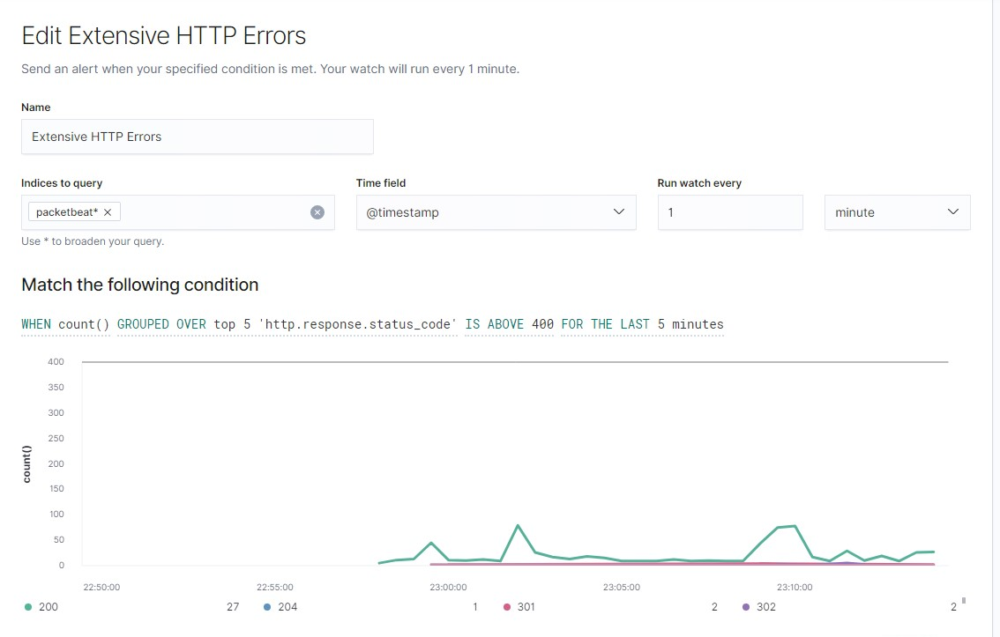 Edit Extensive HTTP Errors
Send an alert when your specified condition is met. Your watch will run every 1 minute.
Name
Extensive HTTP Errors
Indices to query Time field Run watch every
packetbeat* @timestamp 1 minute
Use * to broaden your query.
Match the following condition
WHEN count() GROUPED OVER top 5 'http.response.status_code' IS ABOVE 400 FOR THE LAST 5 minutes
400
350
300
250
200
150
100
50
0
count()
22:50:00 22:55:00 23:00:00 23:05:00 23:10:00
200 27 204 1 301 2 302 2